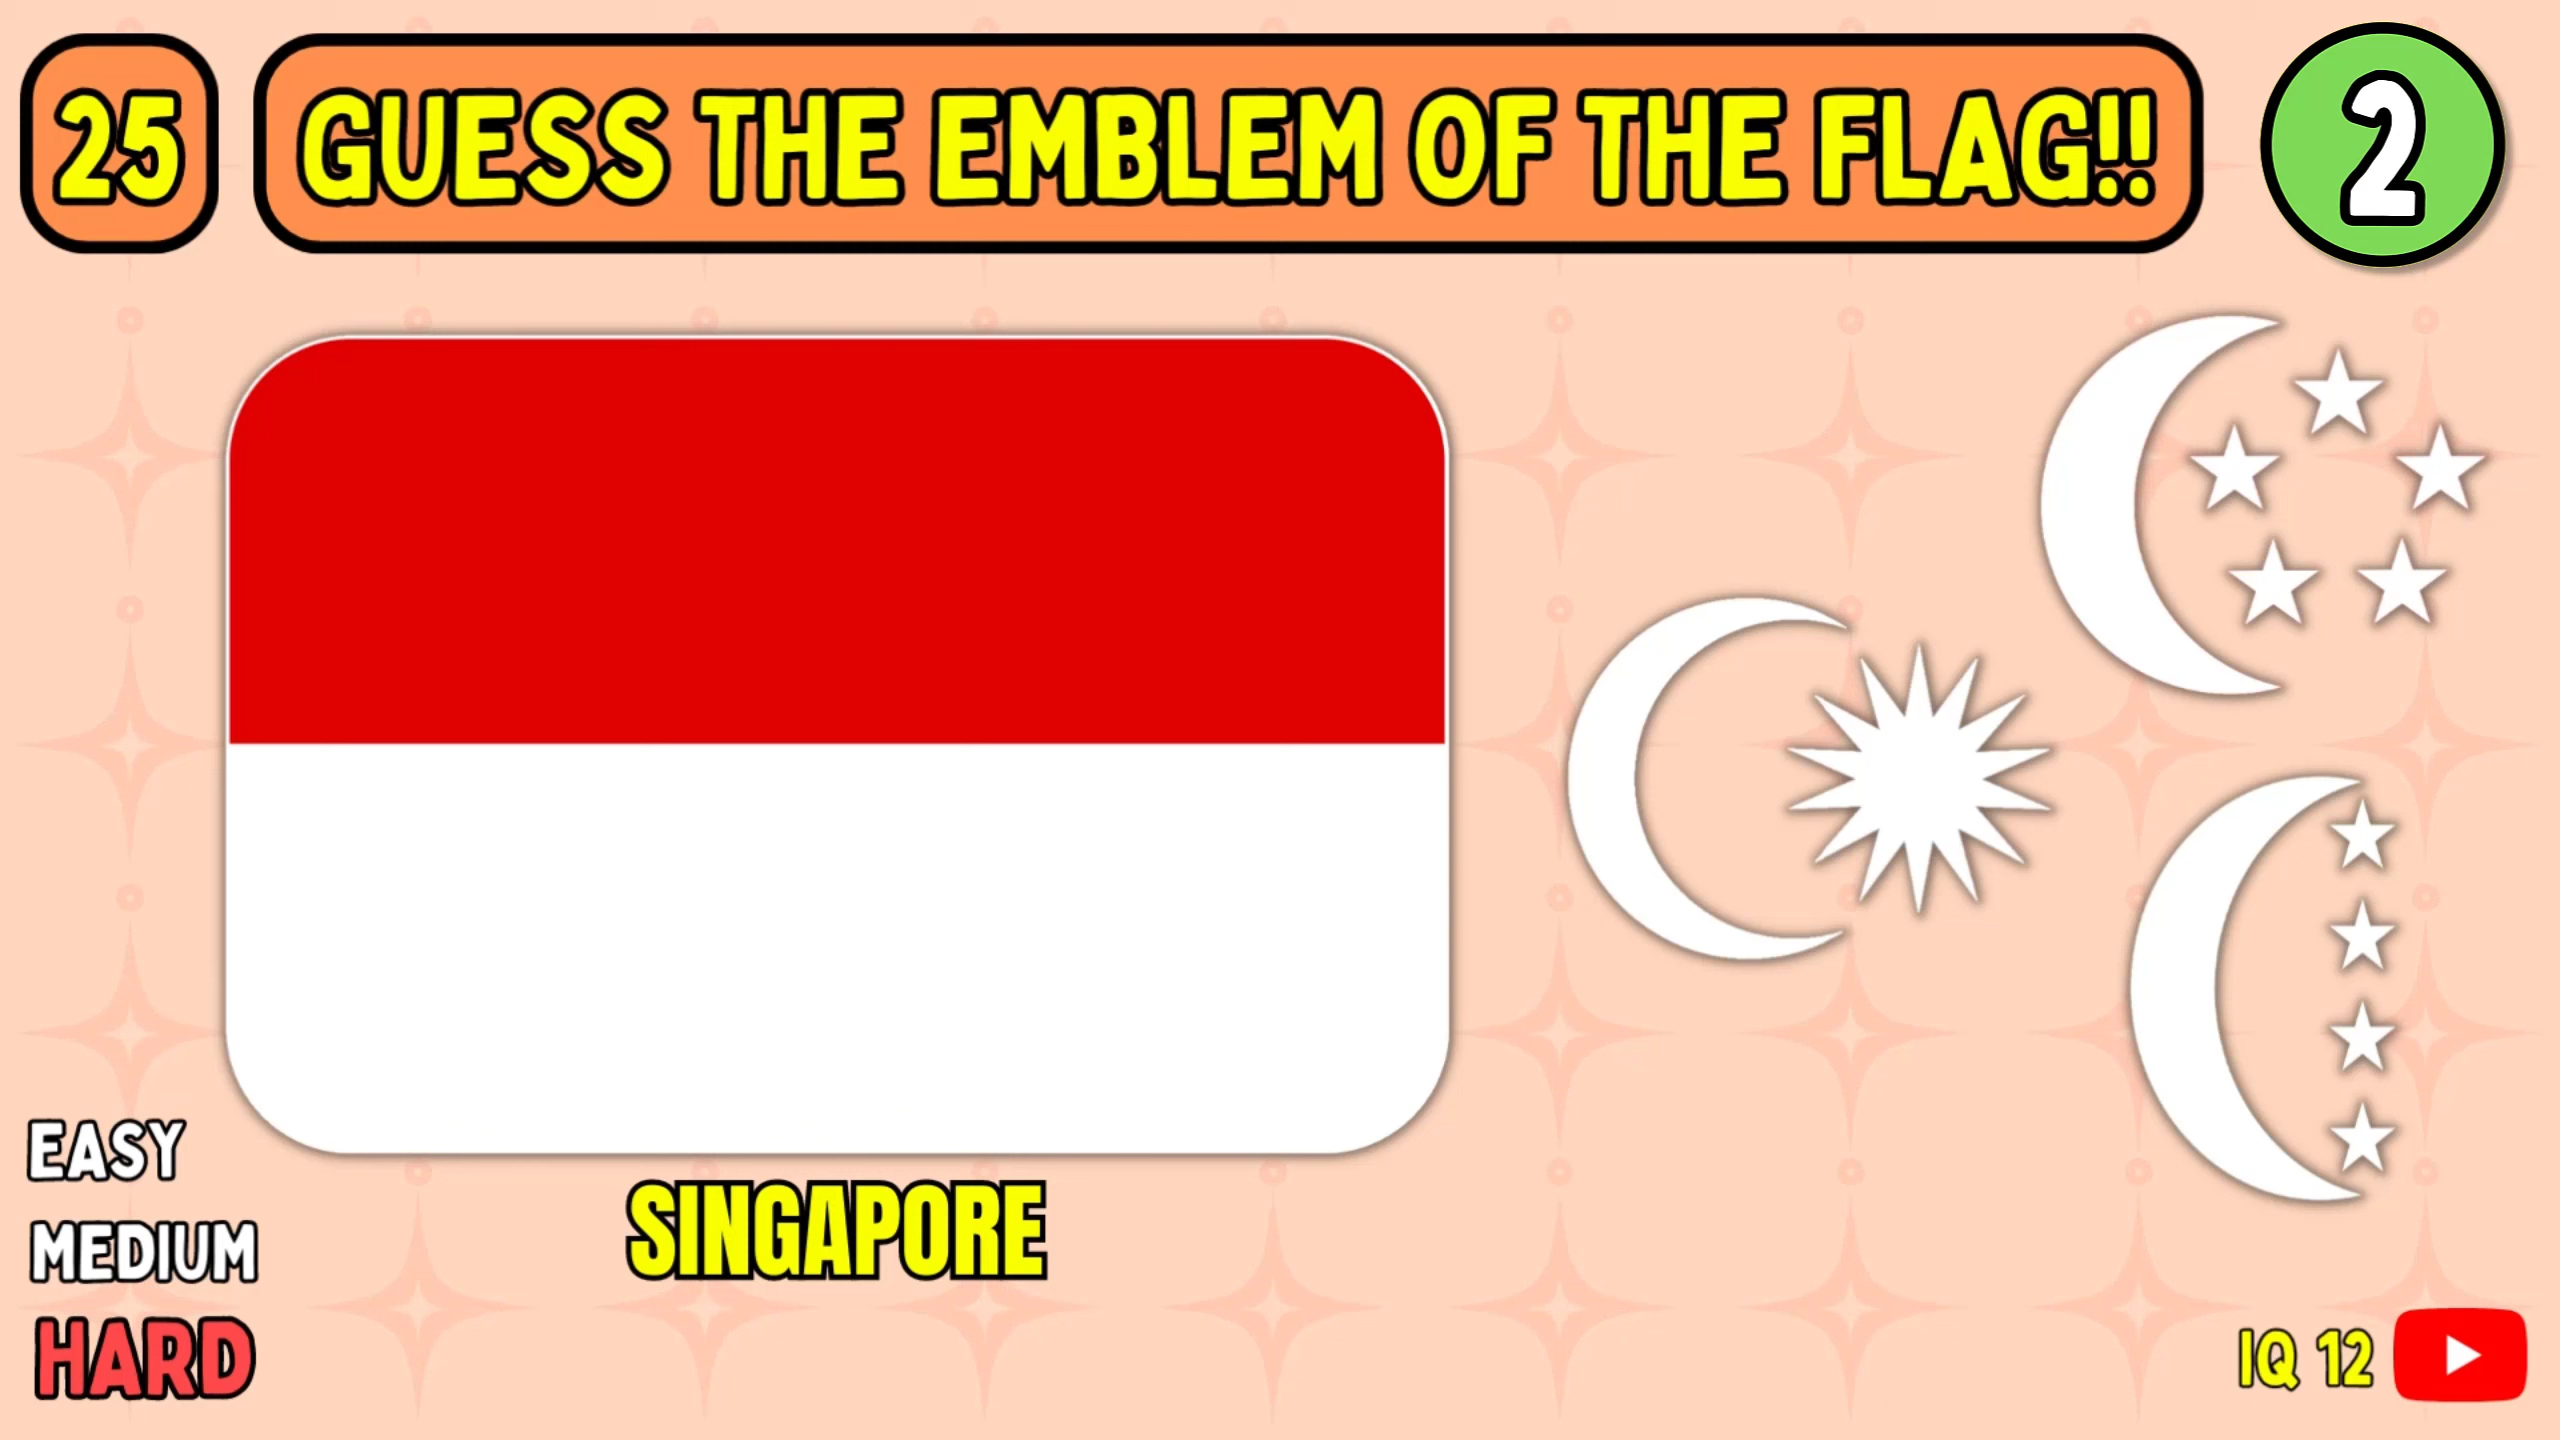 25
GUESS THE EMBLEM OF THE FLAG!!
2
SINGAPORE
EASY
MEDIUM
HARD
IQ 12